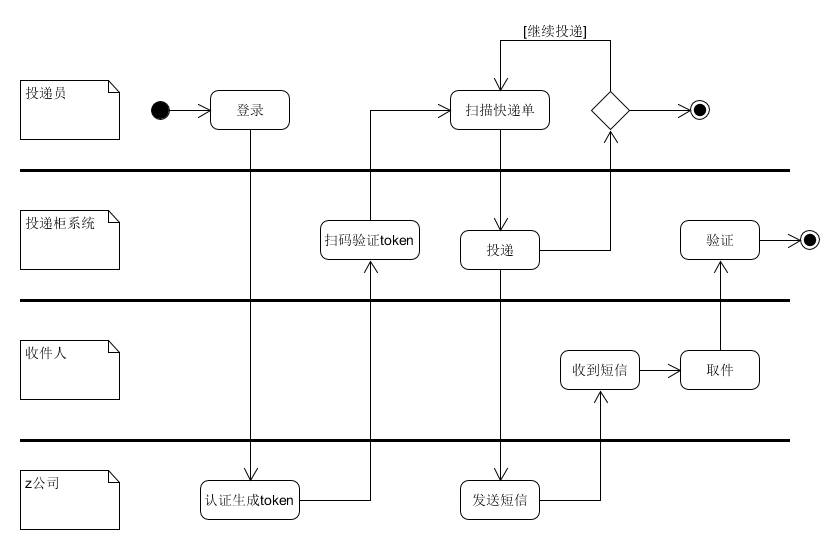 [继续投递]
投递员
登录
扫描快递单
投递柜系统
扫码验证token
投递
验证
收件人
收到短信
取件
z公司
认证生成token
发送短信